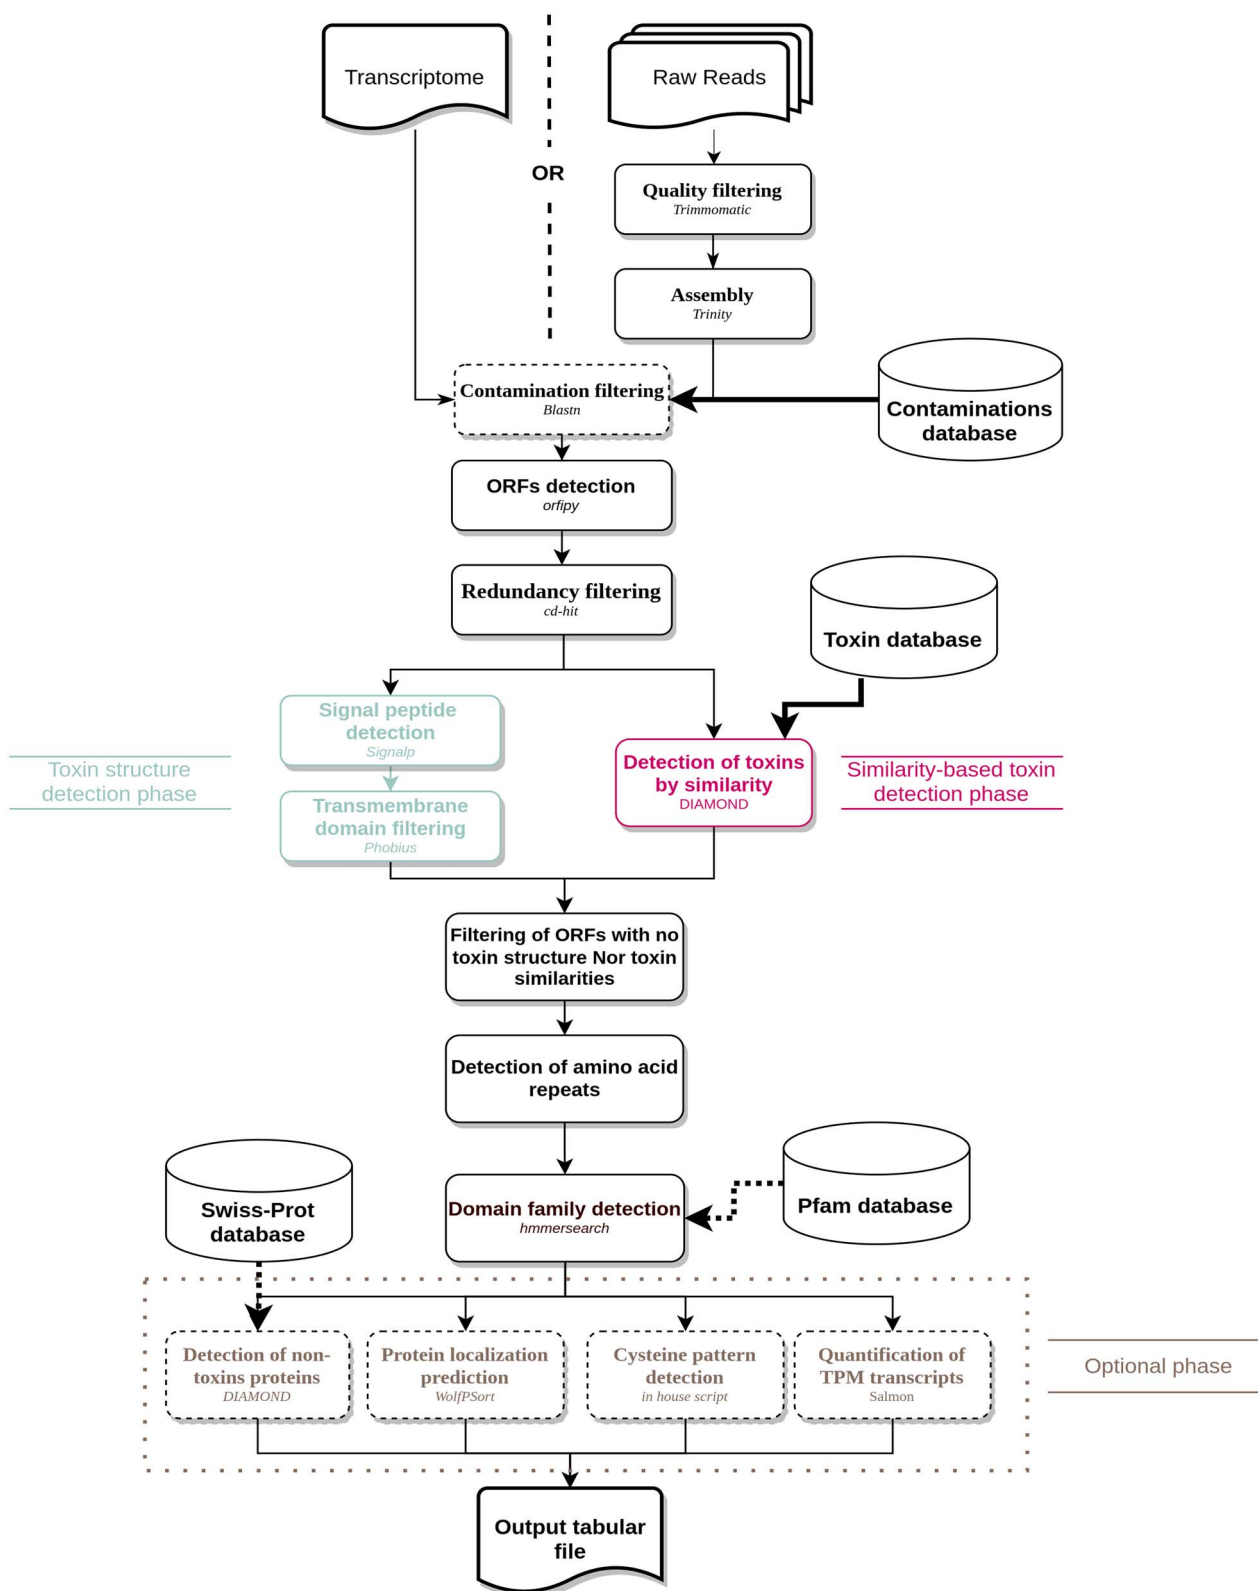 Transcriptome
Raw Reads
OR
Quality filtering
Trimmomatic
Assembly
Trinity
Contamination filtering
Blastn
Contaminations
database
ORFs detection
orfipy
Redundancy filtering
cd-hit
Toxin database
Signal peptide
detection
Signalp
Toxin structure
detection phase
Transmembrane
domain filtering
Phobius
Detection of toxins
by similarity
DIAMOND
Similarity-based toxin
detection phase
Filtering of ORFs with no
toxin structure Nor toxin
similarities
Detection of amino acid
repeats
Swiss-Prot
database
Domain family detection
hmmersearch
Pfam database
Detection of non-
toxins proteins
DIAMOND
Protein localization
prediction
WolfPSort
Cysteine pattern
detection
in house script
Quantification of
TPM transcripts
Salmon
Optional phase
Output tabular
file